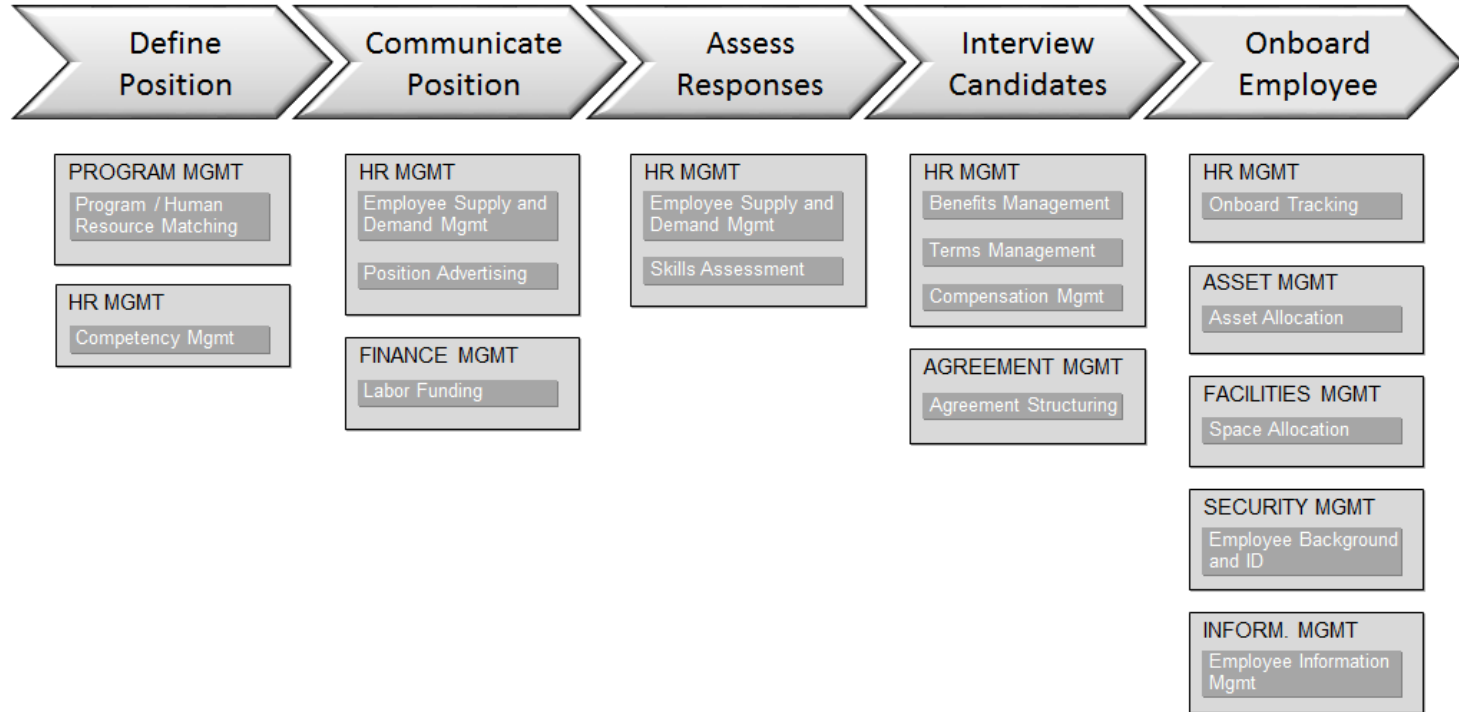 Define
Position
Communicate
Position
Assess
Responses
Interview
Candidates
Onboard
Employee
PROGRAM MGMT
Program / Human
Resource Matching
HR MGMT
Competency Mgmt
HR MGMT
Employee Supply and
Demand Mgmt
Position Advertising
FINANCE MGMT
Labor Funding
HR MGMT
Employee Supply and
Demand Mgmt
Skills Assessment
HR MGMT
Benefits Management
Terms Management
Compensation Mgmt
AGREEMENT MGMT
Agreement Structuring
HR MGMT
Onboard Tracking
ASSET MGMT
Asset Allocation
FACILITIES MGMT
Space Allocation
SECURITY MGMT
Employee Background
and ID
INFORM. MGMT
Employee Information
Mgmt